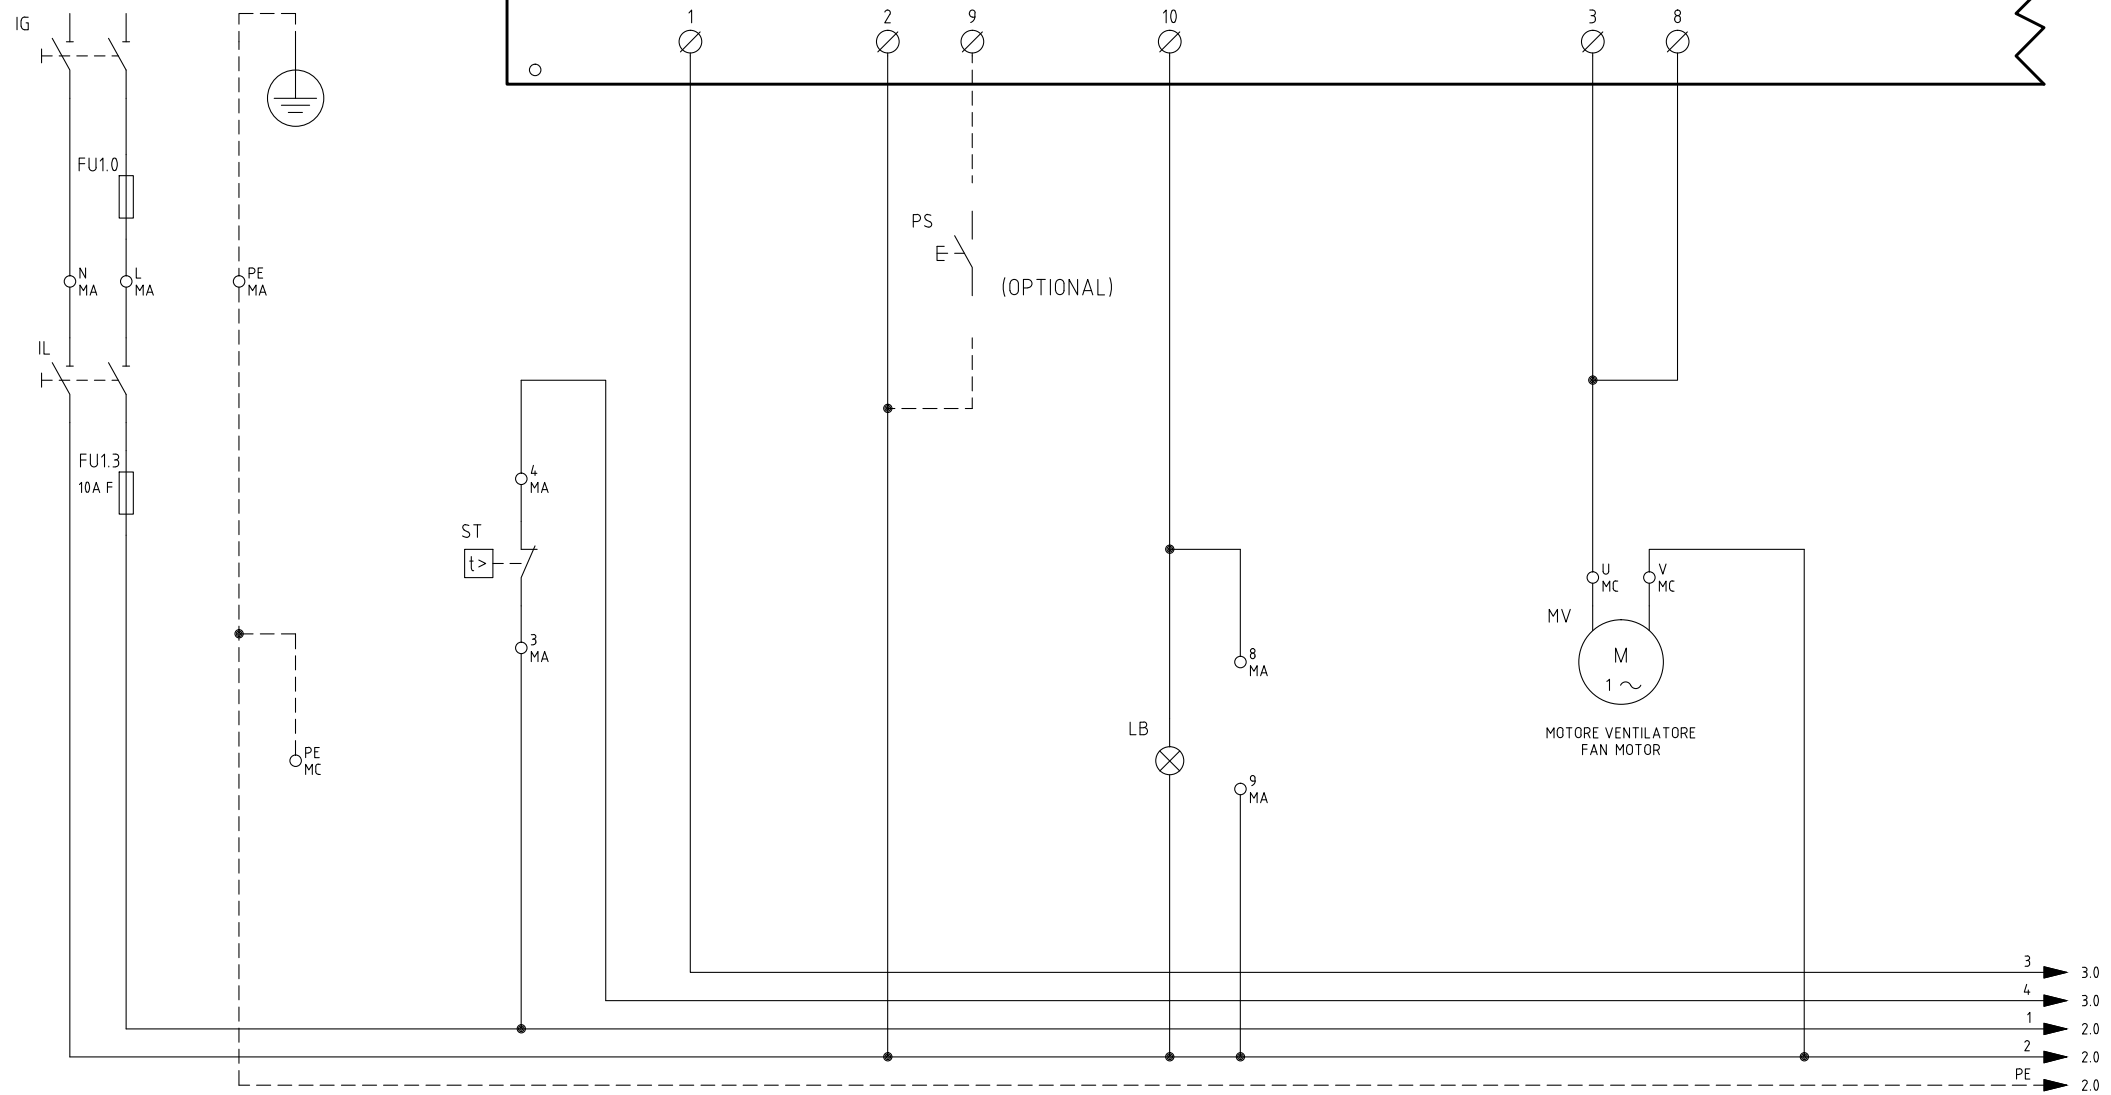 IG
1
2
9
10
3
8
FU1.0
PS
(OPTIONAL)
N
MA
L
MA
PE
MA
IL
FU1.3
10A F
4
MA
ST
t>
3
MA
U
MC
V
MC
MV
M
1~
8
MA
LB
MOTORE VENTILATORE
FAN MOTOR
PE
MC
9
MA
3 3.0
4 3.0
1 2.0
2 2.0
PE 2.0